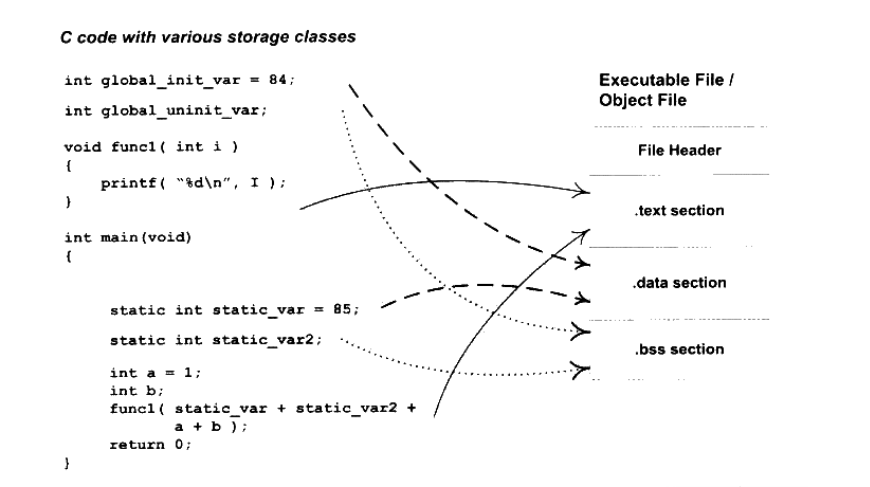 C code with various storage classes
int global_init_var = 84;
int global_uninit_var;
void func1( int i )
{
printf( "%d\n", I );
}
int main(void)
{
static int static_var = 85;
static int static_var2;
int a = 1;
int b;
func1( static_var + static_var2 +
a + b );
return 0;
}
Executable File /
Object File
File Header
.text section
.data section
.bss section